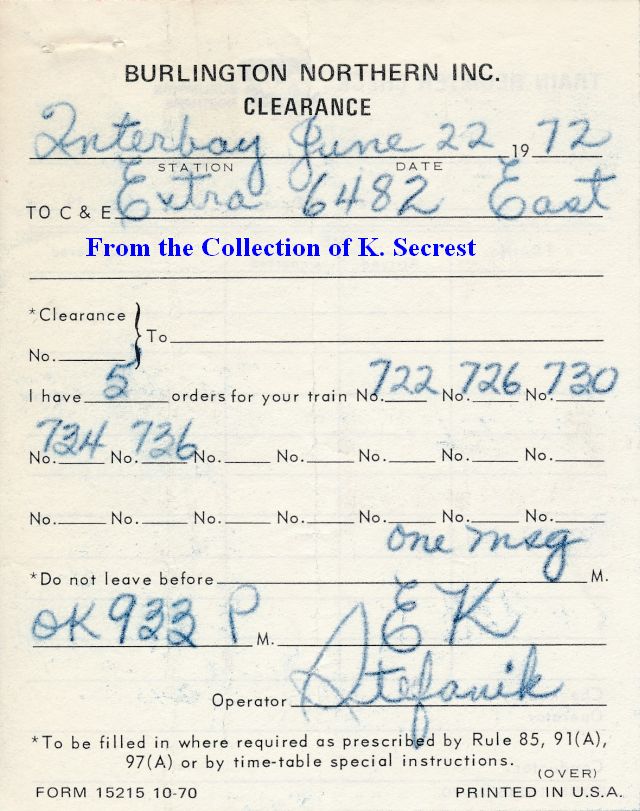 BURLINGTON NORTHERN INC.
CLEARANCE
Interbay June 22 1972
STATION DATE
TO C & E Extra 6482 East
From the Collection of K. Secrest
*Clearance
No. } To
I have 5 orders for your train No. 722 No. 726 No. 730
No. 734 No. 736 No. No. No. No. No.
No. No. No. No. No. No. No.
one msg
*Do not leave before M.
OK 933 P M. EK
Operator Stefanik
*To be filled in where required as prescribed by Rule 85, 91(A),
97(A) or by time-table special instructions.
(OVER)
FORM 15215 10-70 PRINTED IN U.S.A.